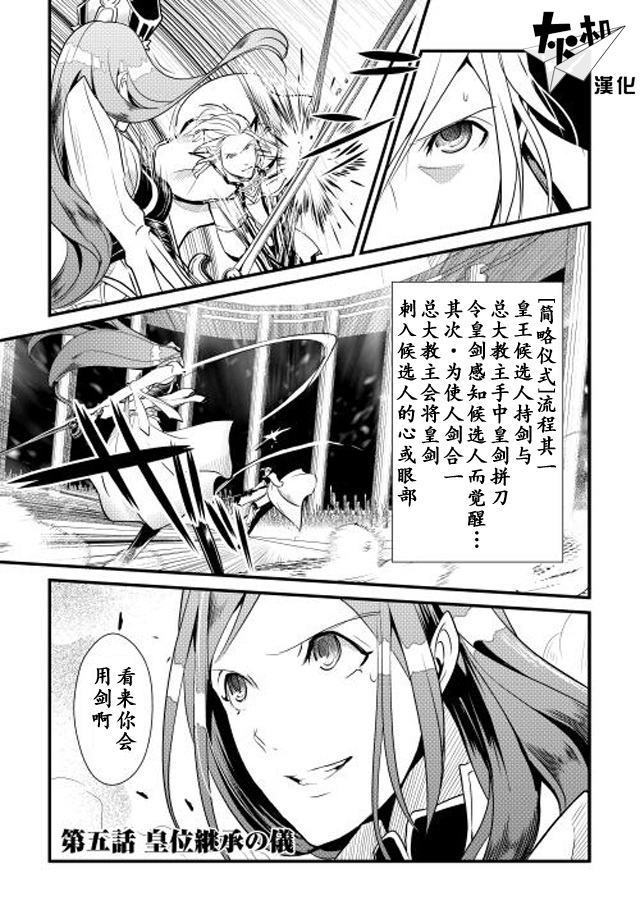 灰机
漢化
[简略仪式]流程其一
皇王候选人持剑与
总大教主手中皇剑拼刀
令皇剑感知候选人而觉醒…
其次·为使人剑合一
总大教主会将皇剑
刺入候选人的心或眼部
看来你会
用剑啊
第五話 皇位継承の儀